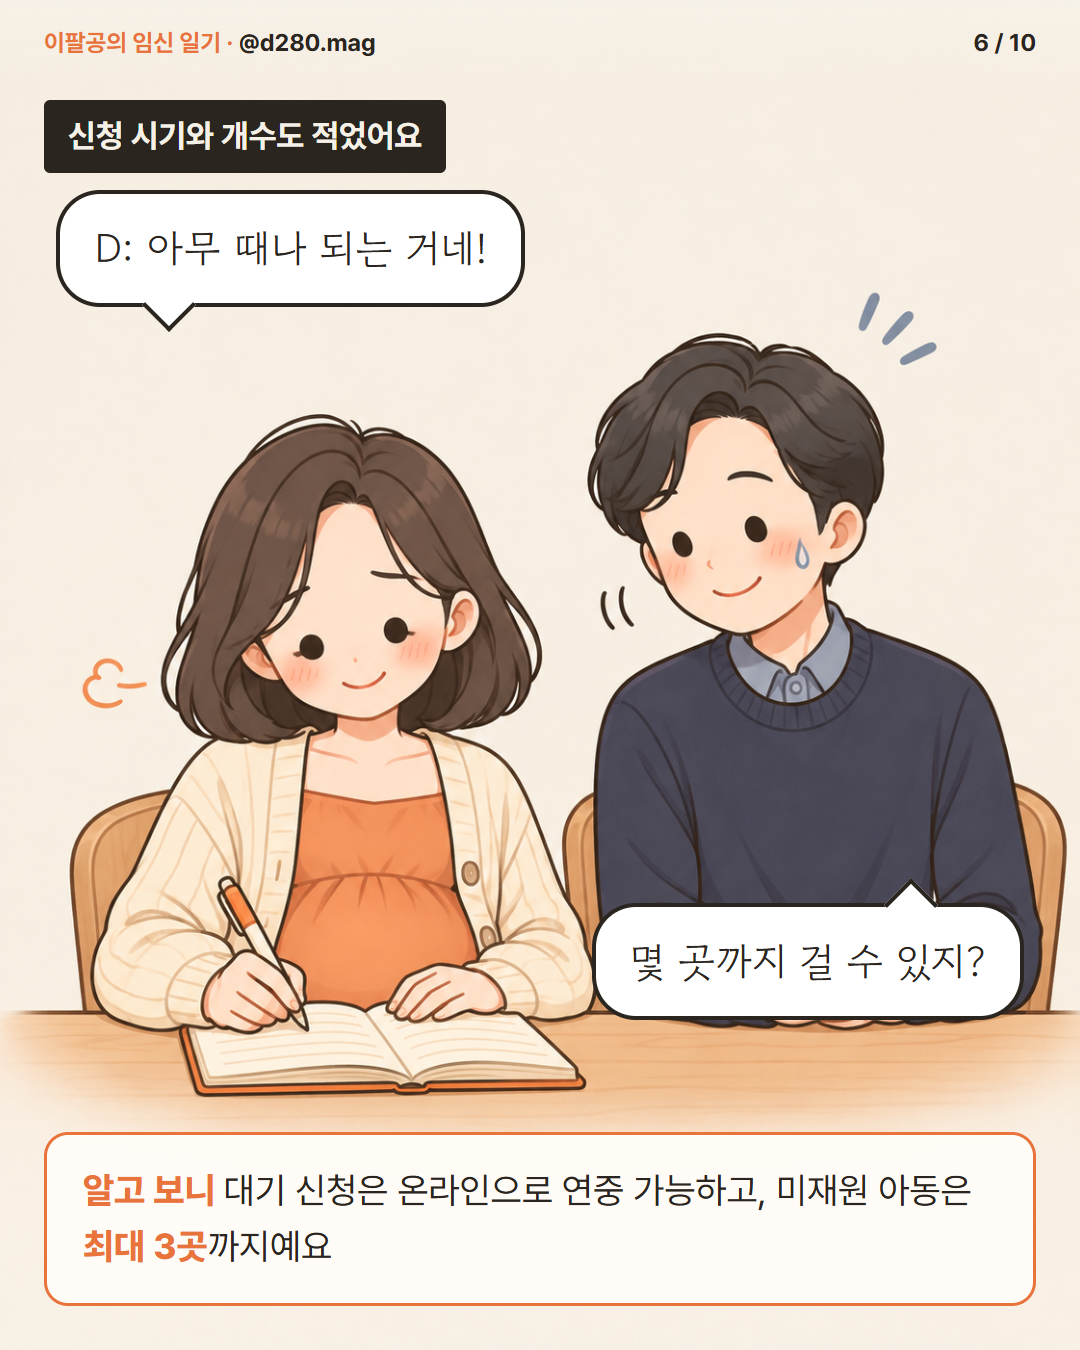 이팔공의 임신 일기 · @d280.mag
6 / 10
신청 시기와 개수도 적었어요
D: 아무 때나 되는 거네!
몇 곳까지 걸 수 있지?
알고 보니 대기 신청은 온라인으로 연중 가능하고, 미재원 아동은
최대 3곳까지예요